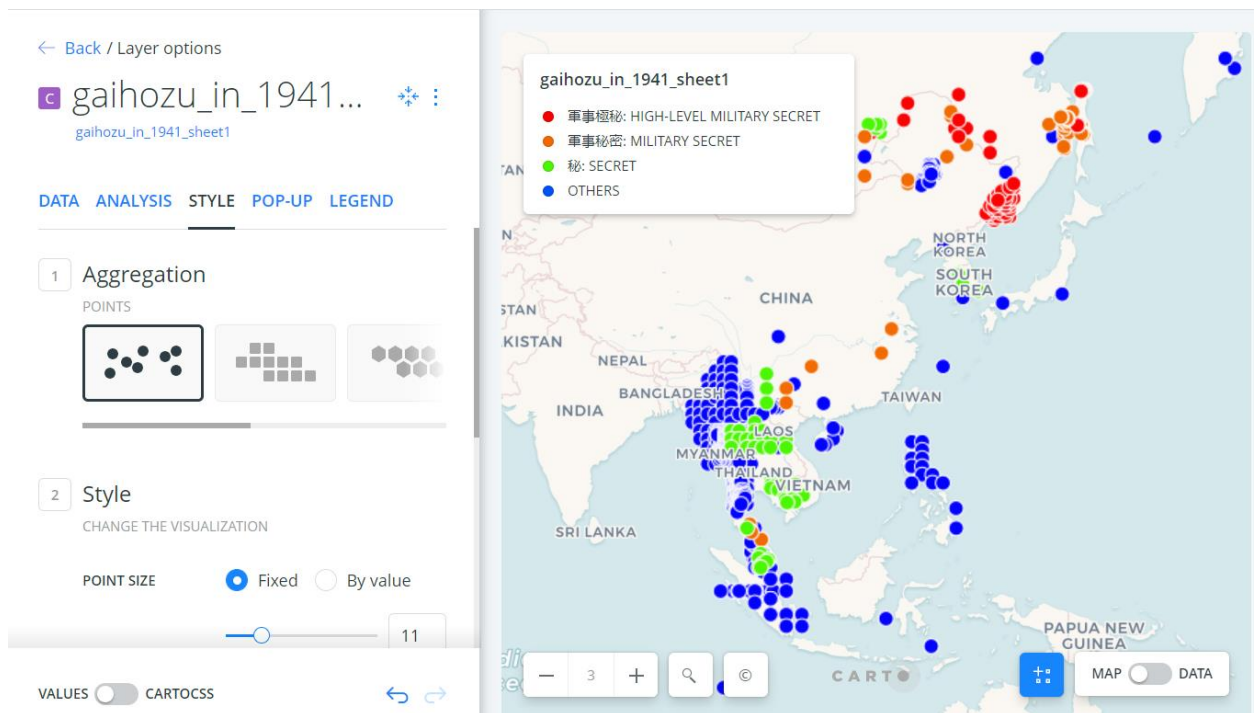 ← Back / Layer options
C gaihozu_in_1941...
gaihozu_in_1941_sheet1
DATA ANALYSIS STYLE POP-UP LEGEND
1 Aggregation
POINTS
2 Style
CHANGE THE VISUALIZATION
POINT SIZE Fixed By value
11
VALUES CARTOCSS
gaihozu_in_1941_sheet1
軍事極秘: HIGH-LEVEL MILITARY SECRET
軍事秘密: MILITARY SECRET
秘: SECRET
OTHERS
NORTH
KOREA
SOUTH
KOREA
CHINA
STAN
KISTAN
NEPAL
BANGLADESH
INDIA
TAIWAN
LAOS
MYANMAR
THAILAND
VIETNAM
SRI LANKA
PAPUA NEW
GUINEA
3
©
CARTO
MAP DATA